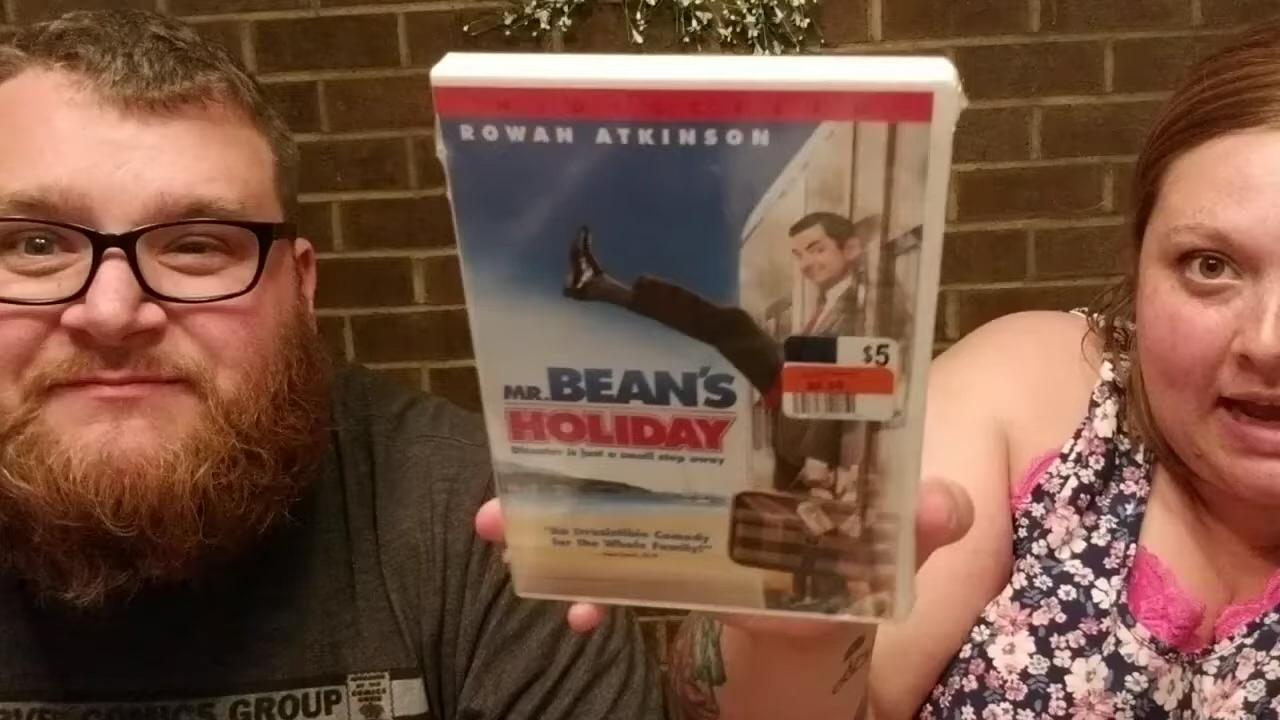 WIDESCREEN
ROWAN ATKINSON
$5
MR. BEAN'S
HOLIDAY
Disaster is just a small step away
"An Irresistible Comedy
for the Whole Family!"
COMICS GROUP